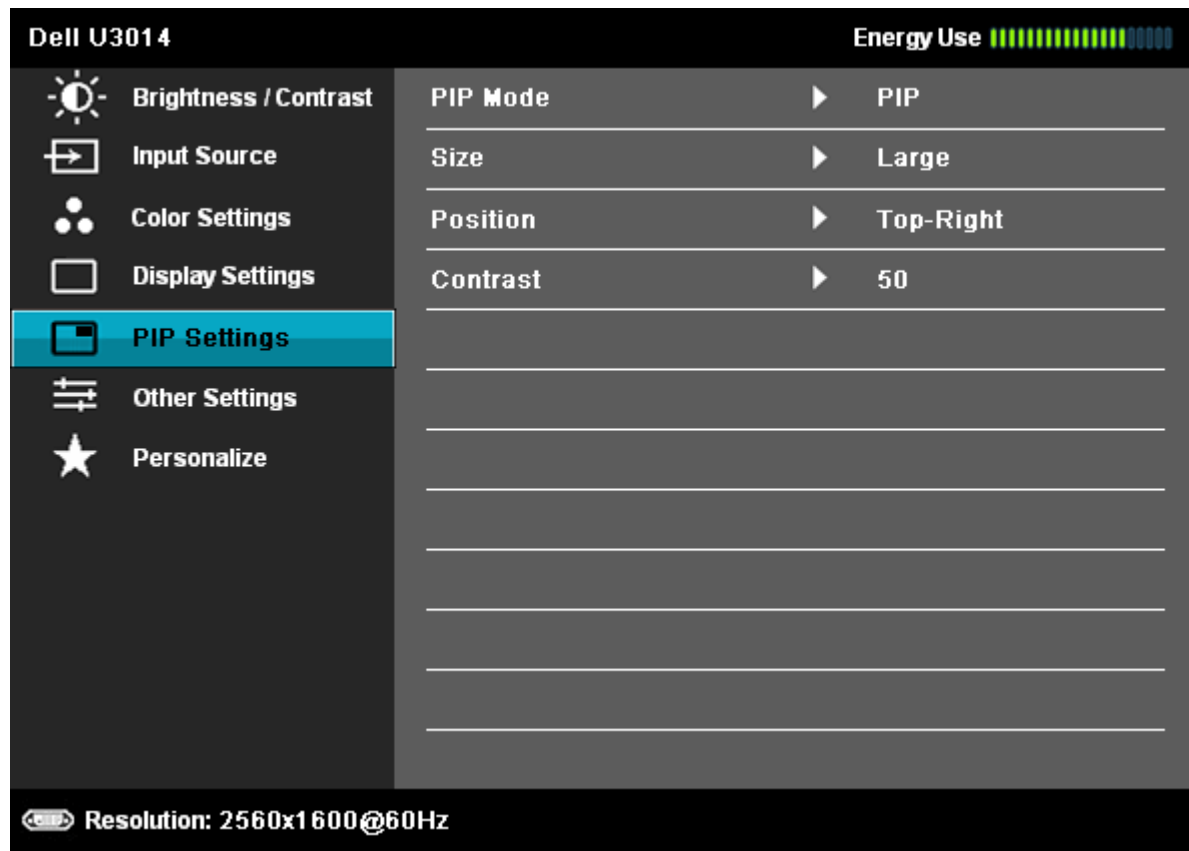 Dell U3014 Energy Use
Brightness / Contrast PIP Mode PIP
Input Source Size Large
Color Settings Position Top-Right
Display Settings Contrast 50
PIP Settings
Other Settings
Personalize
Resolution: 2560x1600@60Hz